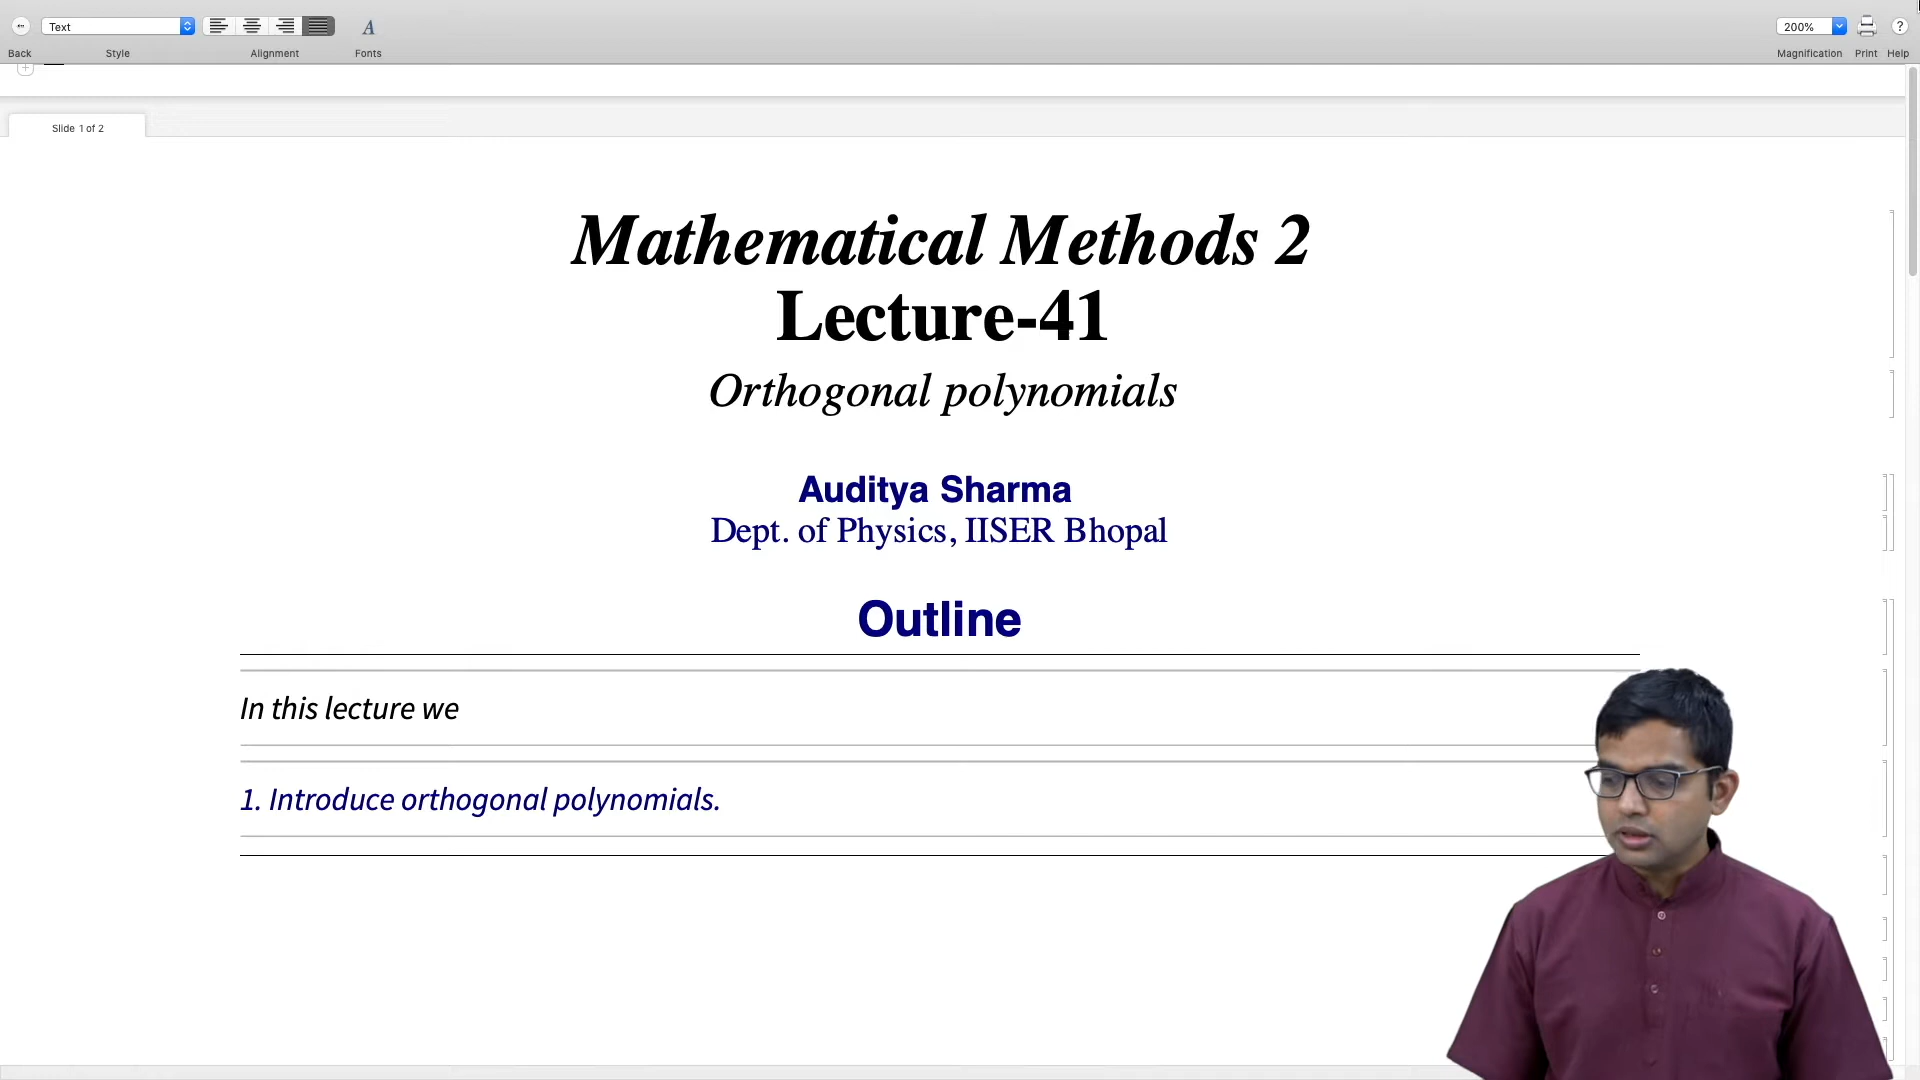 Text
200%
Back
Style
Alignment
Fonts
Magnification
Print
Help
Slide 1 of 2
Mathematical Methods 2
Lecture-41
Orthogonal polynomials
Auditya Sharma
Dept. of Physics, IISER Bhopal
Outline
In this lecture we
1. Introduce orthogonal polynomials.